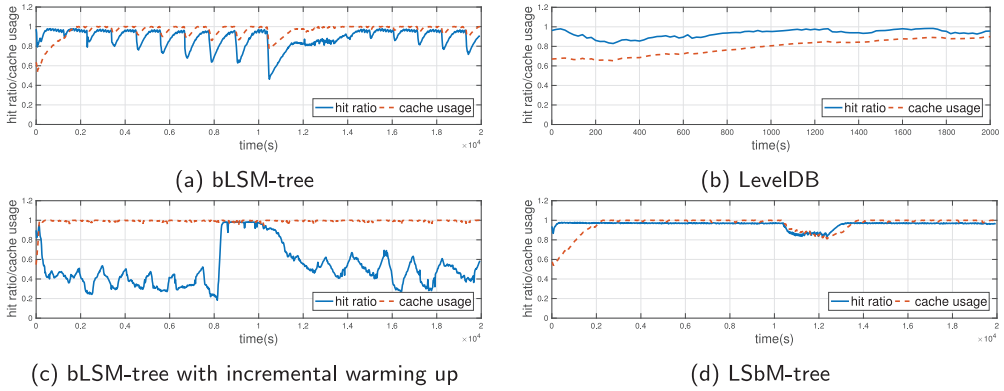 hit ratio/cache usage
1.2
1
0.8
0.6
0.4
0.2
0
hit ratio
cache usage
0 0.2 0.4 0.6 0.8 1 1.2 1.4 1.6 1.8 2
time(s)
×10⁴
(a) bLSM-tree
hit ratio/cache usage
1.2
1
0.8
0.6
0.4
0.2
0
hit ratio
cache usage
0 200 400 600 800 1000 1200 1400 1600 1800 2000
time(s)
(b) LevelDB
hit ratio/cache usage
1.2
1
0.8
0.6
0.4
0.2
0
hit ratio
cache usage
0 0.2 0.4 0.6 0.8 1 1.2 1.4 1.6 1.8 2
time(s)
×10⁴
(c) bLSM-tree with incremental warming up
hit ratio/cache usage
1.2
1
0.8
0.6
0.4
0.2
0
hit ratio
cache usage
0 0.2 0.4 0.6 0.8 1 1.2 1.4 1.6 1.8 2
time(s)
×10⁴
(d) LSbM-tree